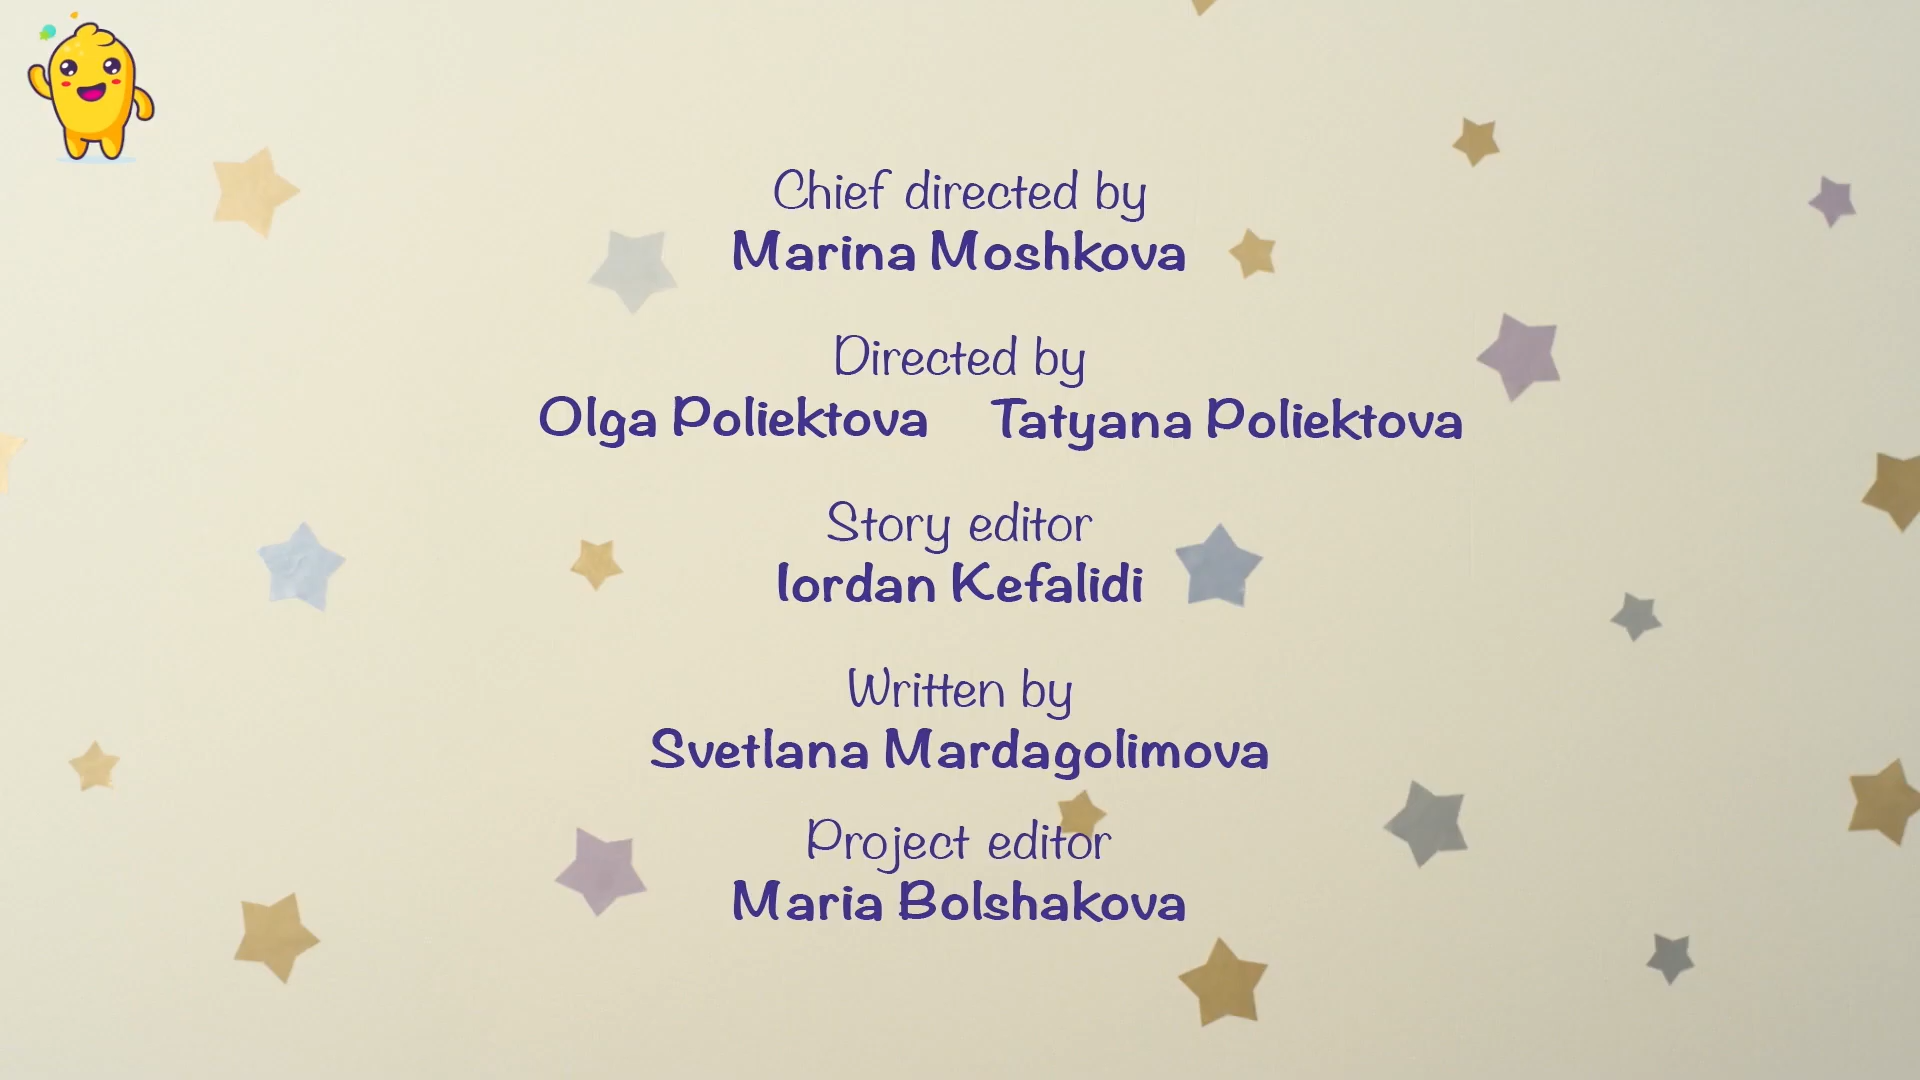 Chief directed by
Marina Moshkova
Directed by
Olga Poliektova Tatyana Poliektova
Story editor
Iordan Kefalidi
Written by
Svetlana Mardagolimova
Project editor
Maria Bolshakova